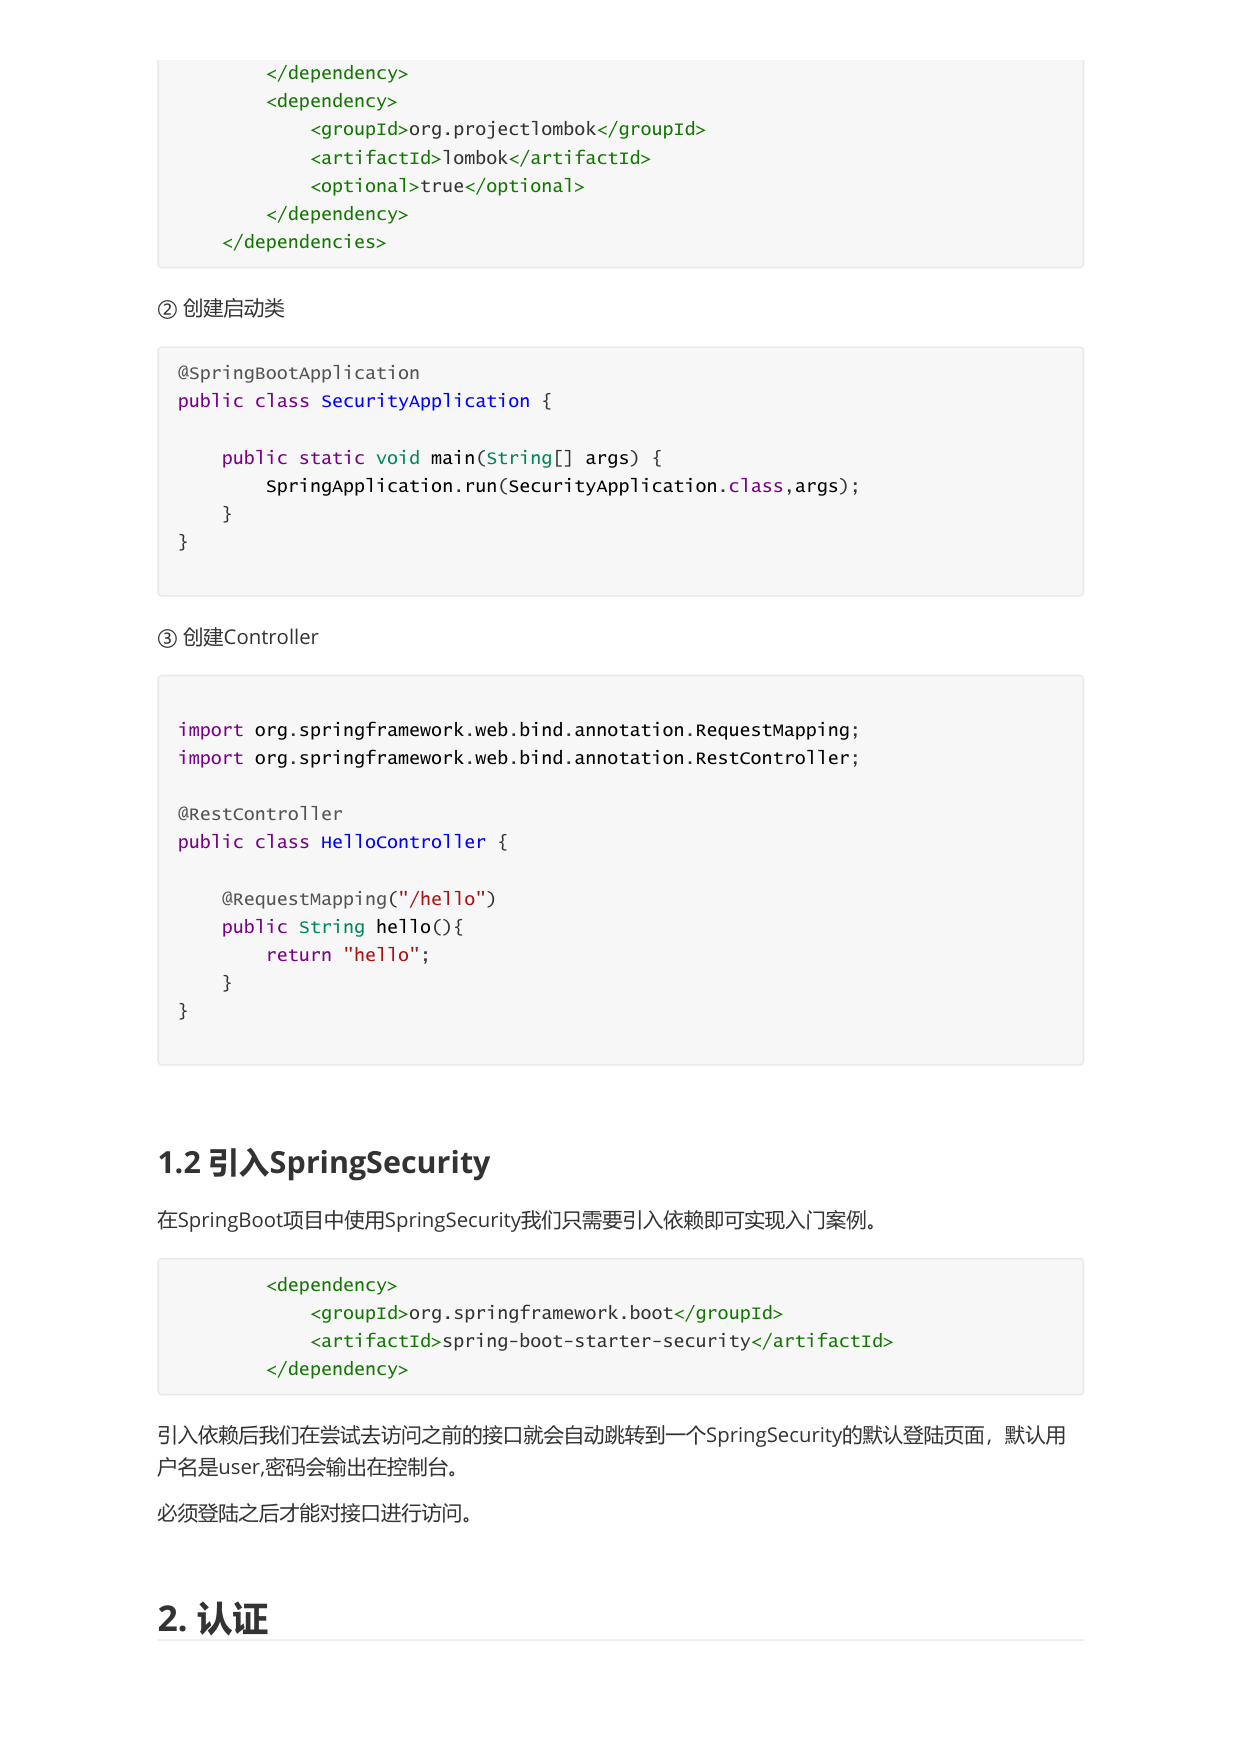 </dependency>
        <dependency>
            <groupId>org.projectlombok</groupId>
            <artifactId>lombok</artifactId>
            <optional>true</optional>
        </dependency>
    </dependencies>
② 创建启动类
@SpringBootApplication
public class SecurityApplication {
    public static void main(String[] args) {
        SpringApplication.run(SecurityApplication.class,args);
    }
}
③ 创建Controller
import org.springframework.web.bind.annotation.RequestMapping;
import org.springframework.web.bind.annotation.RestController;
@RestController
public class HelloController {
    @RequestMapping("/hello")
    public String hello(){
        return "hello";
    }
}
1.2 引入SpringSecurity
在SpringBoot项目中使用SpringSecurity我们只需要引入依赖即可实现入门案例。
        <dependency>
            <groupId>org.springframework.boot</groupId>
            <artifactId>spring-boot-starter-security</artifactId>
        </dependency>
引入依赖后我们在尝试去访问之前的接口就会自动跳转到一个SpringSecurity的默认登陆页面，默认用
户名是user,密码会输出在控制台。
必须登陆之后才能对接口进行访问。
2. 认证